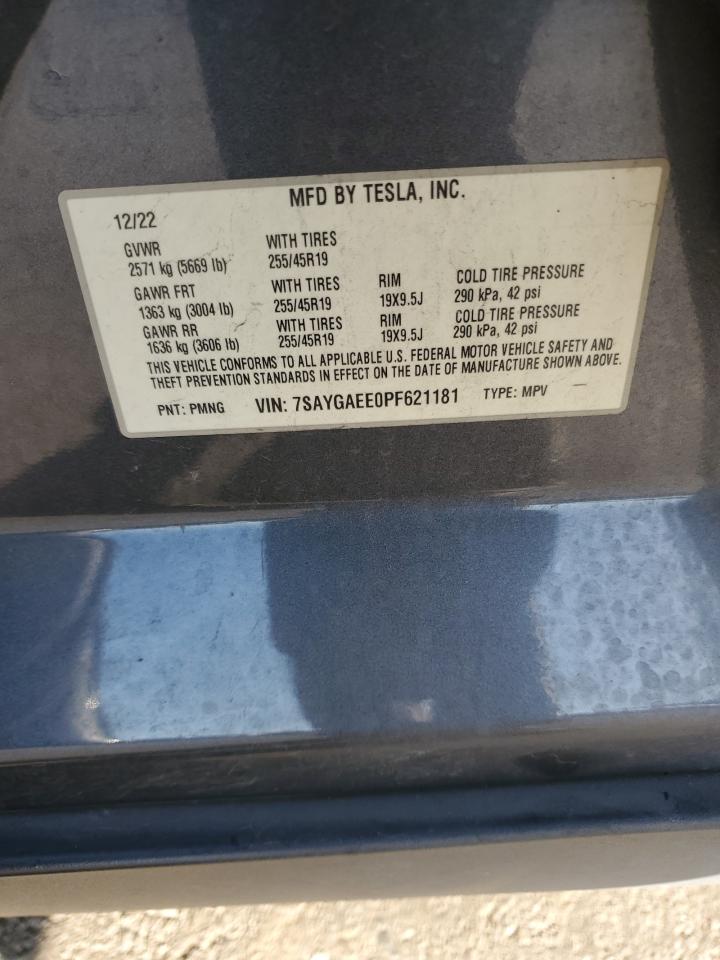 MFD BY TESLA, INC.
12/22
GVWR WITH TIRES
2571 kg (5669 lb) 255/45R19
GAWR FRT WITH TIRES RIM COLD TIRE PRESSURE
1363 kg (3004 lb) 255/45R19 19X9.5J 290 kPa, 42 psi
GAWR RR WITH TIRES RIM COLD TIRE PRESSURE
1636 kg (3606 lb) 255/45R19 19X9.5J 290 kPa, 42 psi
THIS VEHICLE CONFORMS TO ALL APPLICABLE U.S. FEDERAL MOTOR VEHICLE SAFETY AND
THEFT PREVENTION STANDARDS IN EFFECT ON THE DATE OF MANUFACTURE SHOWN ABOVE.
PNT: PMNG VIN: 7SAYGAEE0PF621181 TYPE: MPV —